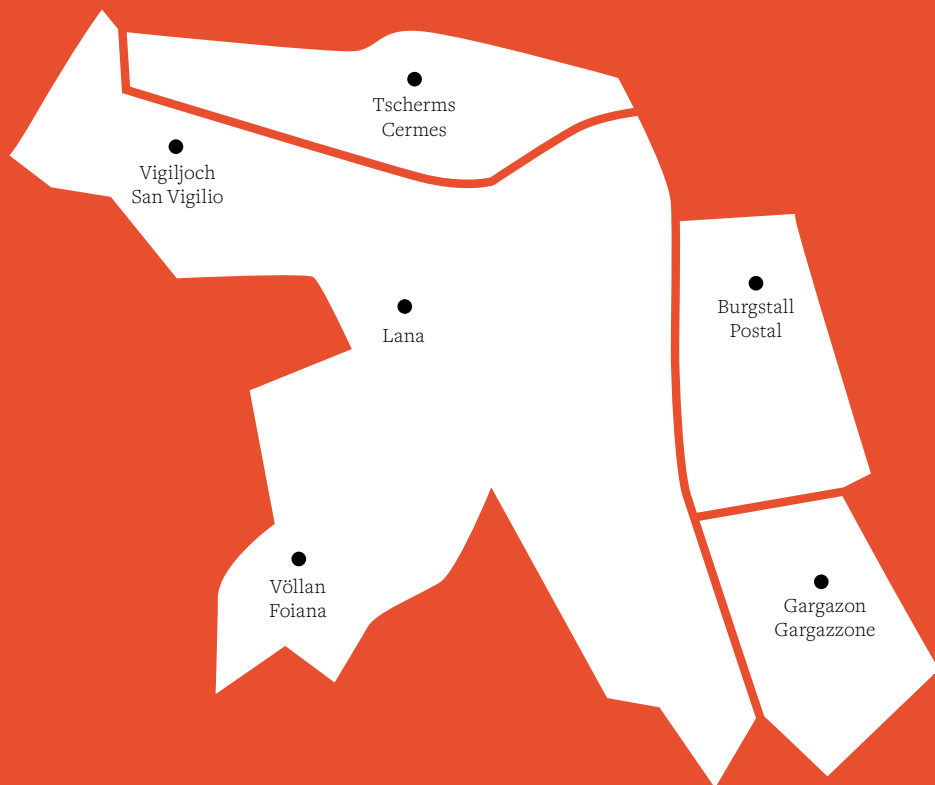 Tscherms
Cermes
Vigiljoch
San Vigilio
Burgstall
Postal
Lana
Völlan
Foiana
Gargazon
Gargazzone